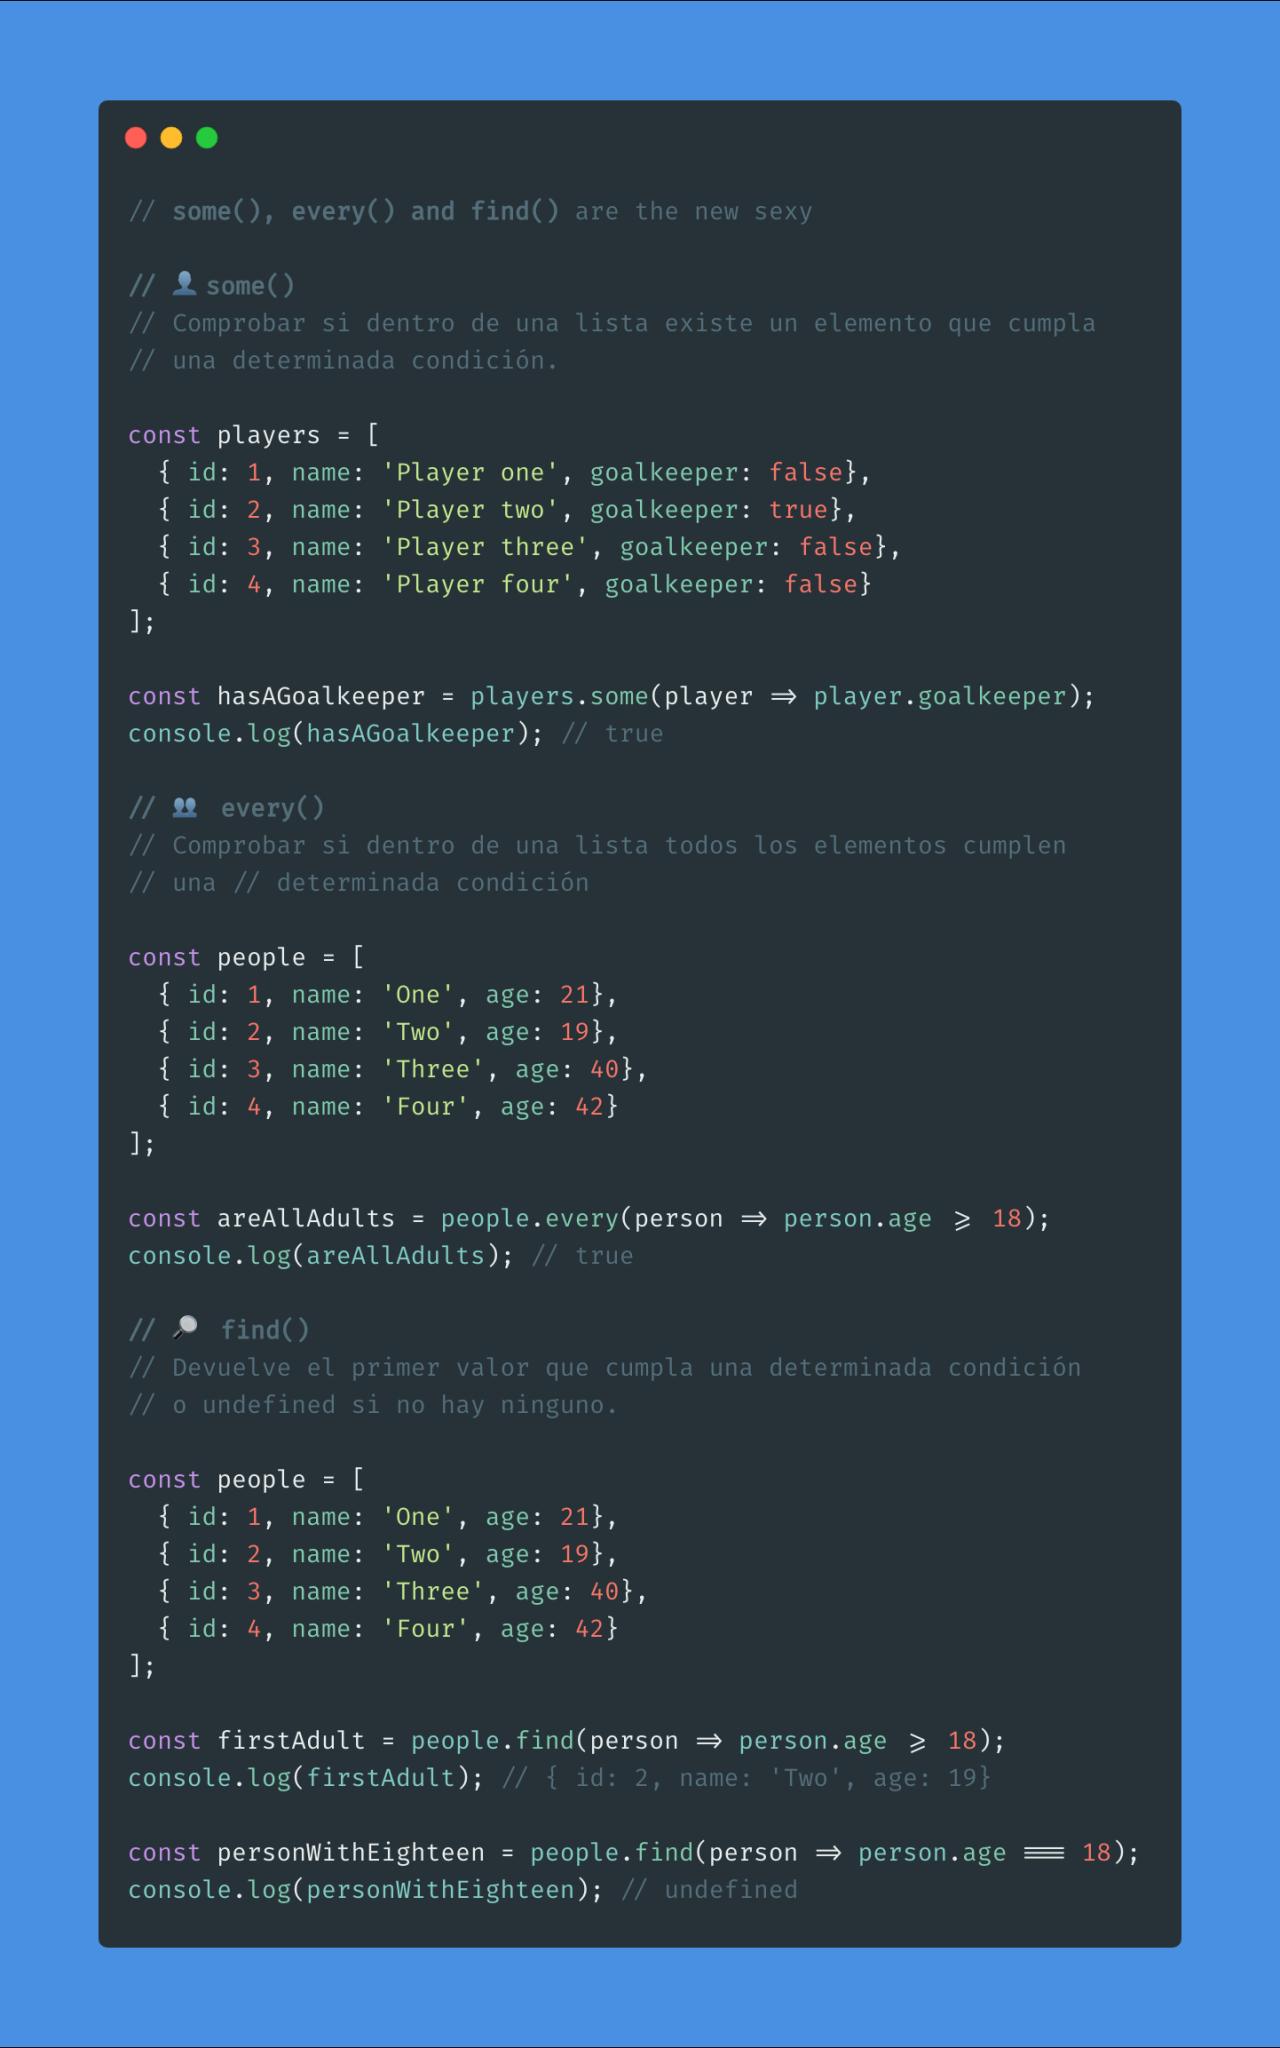 // some(), every() and find() are the new sexy
// 👤 some()
// Comprobar si dentro de una lista existe un elemento que cumpla
// una determinada condición.
const players = [
  { id: 1, name: 'Player one', goalkeeper: false},
  { id: 2, name: 'Player two', goalkeeper: true},
  { id: 3, name: 'Player three', goalkeeper: false},
  { id: 4, name: 'Player four', goalkeeper: false}
];
const hasAGoalkeeper = players.some(player => player.goalkeeper);
console.log(hasAGoalkeeper); // true
// 👥 every()
// Comprobar si dentro de una lista todos los elementos cumplen
// una // determinada condición
const people = [
  { id: 1, name: 'One', age: 21},
  { id: 2, name: 'Two', age: 19},
  { id: 3, name: 'Three', age: 40},
  { id: 4, name: 'Four', age: 42}
];
const areAllAdults = people.every(person => person.age >= 18);
console.log(areAllAdults); // true
// 🔎 find()
// Devuelve el primer valor que cumpla una determinada condición
// o undefined si no hay ninguno.
const people = [
  { id: 1, name: 'One', age: 21},
  { id: 2, name: 'Two', age: 19},
  { id: 3, name: 'Three', age: 40},
  { id: 4, name: 'Four', age: 42}
];
const firstAdult = people.find(person => person.age >= 18);
console.log(firstAdult); // { id: 2, name: 'Two', age: 19}
const personWithEighteen = people.find(person => person.age === 18);
console.log(personWithEighteen); // undefined